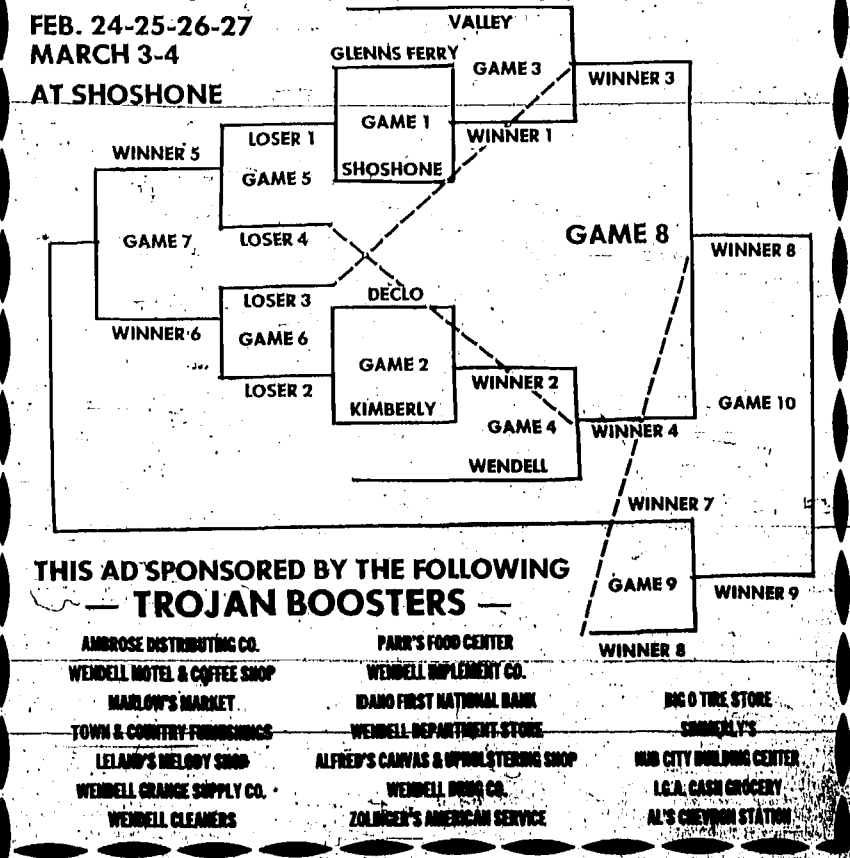 FEB. 24-25-26-27
MARCH 3-4
AT SHOSHONE
VALLEY
GLENNS FERRY
GAME 3
WINNER 3
GAME 1
WINNER 1
LOSER 1
SHOSHONE
WINNER 5
GAME 5
GAME 7
LOSER 4
GAME 8
WINNER 8
LOSER 3
DECLO
WINNER 6
GAME 6
GAME 2
WINNER 2
LOSER 2
KIMBERLY
GAME 4
WINNER 4
GAME 10
WENDELL
WINNER 7
GAME 9
WINNER 9
WINNER 8
THIS AD SPONSORED BY THE FOLLOWING
— TROJAN BOOSTERS —
AMBROSE DISTRIBUTING CO.
WENDELL MOTEL & COFFEE SHOP
MARLOW'S MARKET
TOWN & COUNTRY FURNISHINGS
LELAND'S MELODY SHOP
WENDELL GRANGE SUPPLY CO.
WENDELL CLEANERS
PARR'S FOOD CENTER
WENDELL IMPLEMENT CO.
IDAHO FIRST NATIONAL BANK
WENDELL DEPARTMENT STORE
ALFRED'S CANVAS & UPHOLSTERING SHOP
WENDELL DRUG CO.
ZOLINGER'S AMERICAN SERVICE
BIG O TIRE STORE
SIMMERLY'S
HUB CITY BUILDING CENTER
I.G.A. CASH GROCERY
AL'S CHEVRON STATION